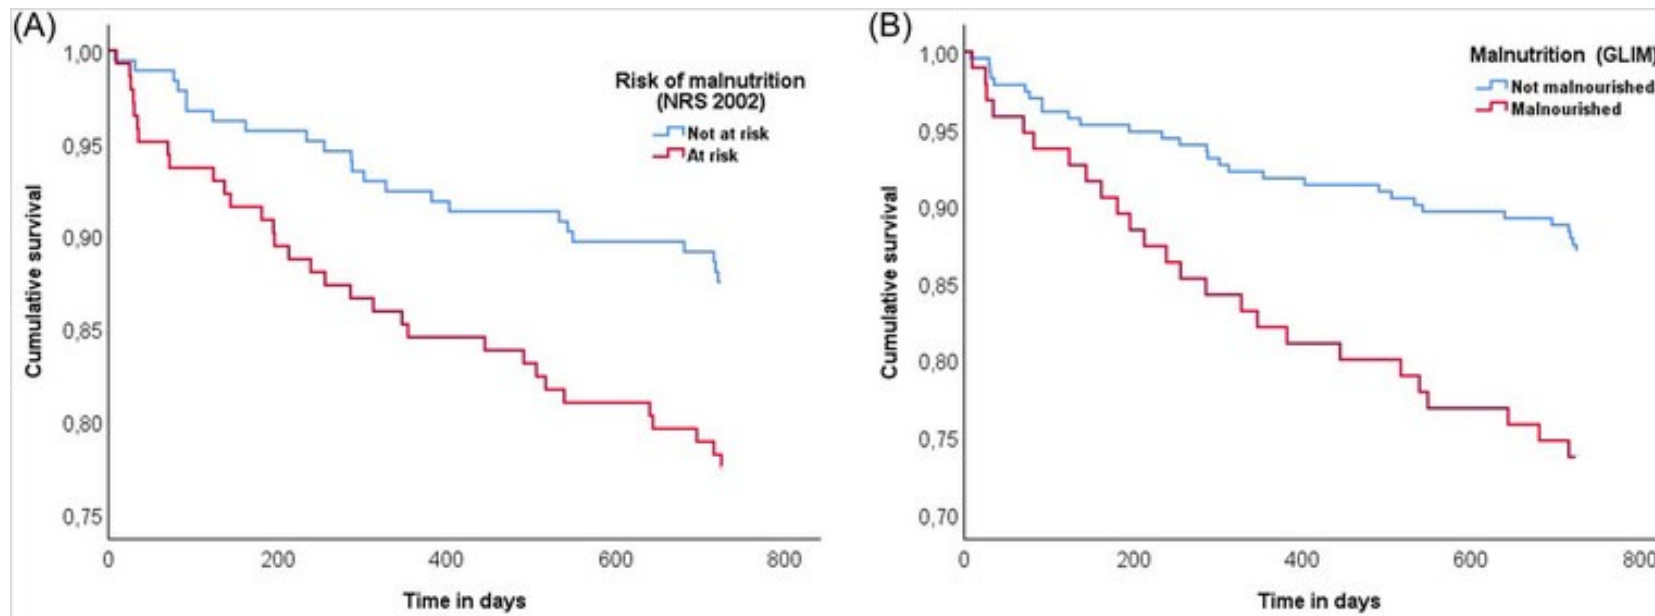 (A)
Risk of malnutrition
(NRS 2002)
Not at risk
At risk
Cumulative survival
1,00
0,95
0,90
0,85
0,80
0,75
0
200
400
600
800
Time in days
(B)
Malnutrition (GLIM)
Not malnourished
Malnourished
Cumulative survival
1,00
0,95
0,90
0,85
0,80
0,75
0,70
0
200
400
600
800
Time in days